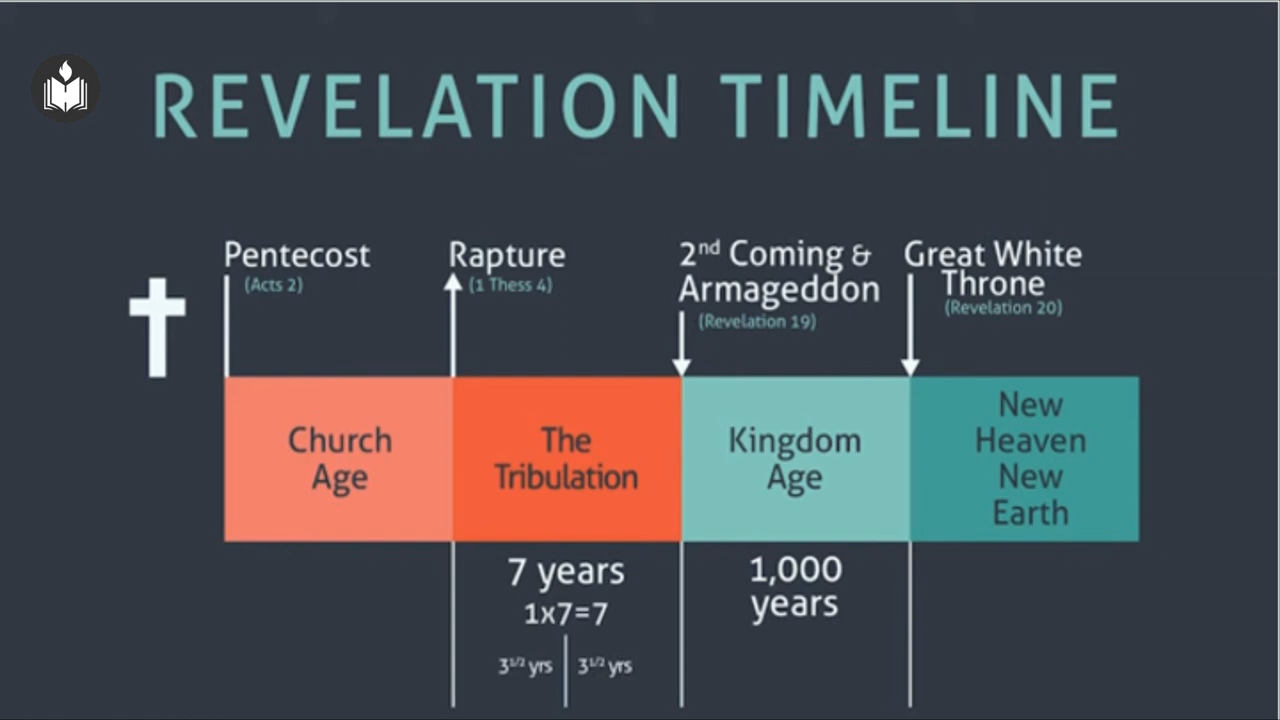 REVELATION TIMELINE
Pentecost
(Acts 2)
Rapture
(1 Thess 4)
2nd Coming &
Armageddon
(Revelation 19)
Great White
Throne
(Revelation 20)
Church
Age
The
Tribulation
Kingdom
Age
New
Heaven
New
Earth
7 years
1x7=7
3 1/2 yrs
3 1/2 yrs
1,000
years